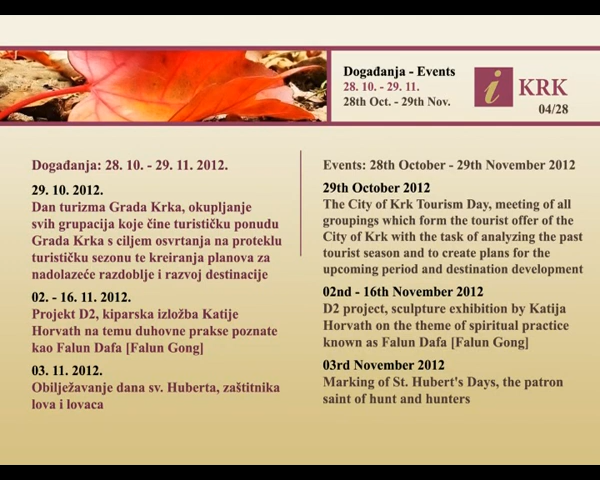 Događanja - Events
28. 10. - 29. 11.
28th Oct. - 29th Nov.
i KRK
04/28
Događanja: 28. 10. - 29. 11. 2012.
29. 10. 2012.
Dan turizma Grada Krka, okupljanje
svih grupacija koje čine turističku ponudu
Grada Krka s ciljem osvrtanja na proteklu
turističku sezonu te kreiranja planova za
nadolazeće razdoblje i razvoj destinacije
02. - 16. 11. 2012.
Projekt D2, kiparska izložba Katije
Horvath na temu duhovne prakse poznate
kao Falun Dafa [Falun Gong]
03. 11. 2012.
Obilježavanje dana sv. Huberta, zaštitnika
lova i lovaca
Events: 28th October - 29th November 2012
29th October 2012
The City of Krk Tourism Day, meeting of all
groupings which form the tourist offer of the
City of Krk with the task of analyzing the past
tourist season and to create plans for the
upcoming period and destination development
02nd - 16th November 2012
D2 project, sculpture exhibition by Katija
Horvath on the theme of spiritual practice
known as Falun Dafa [Falun Gong]
03rd November 2012
Marking of St. Hubert's Days, the patron
saint of hunt and hunters